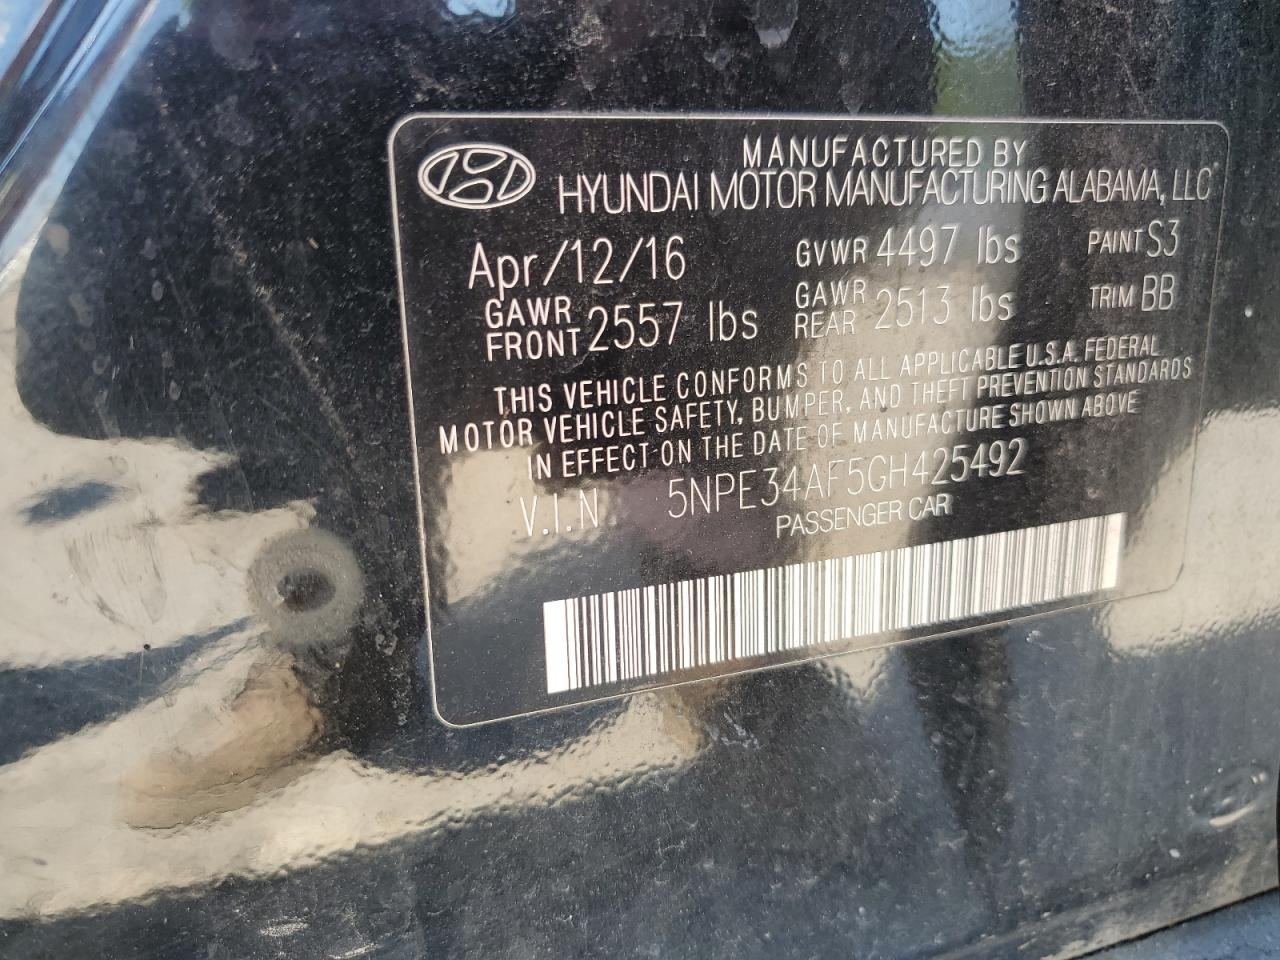 MANUFACTURED BY
HYUNDAI MOTOR MANUFACTURING ALABAMA, LLC
Apr/12/16 GVWR 4497 lbs PAINT S3
GAWR FRONT 2557 lbs GAWR REAR 2513 lbs TRIM BB
THIS VEHICLE CONFORMS TO ALL APPLICABLE U.S.A. FEDERAL
MOTOR VEHICLE SAFETY, BUMPER, AND THEFT PREVENTION STANDARDS
IN EFFECT ON THE DATE OF MANUFACTURE SHOWN ABOVE
V.I.N 5NPE34AF5GH425492
PASSENGER CAR